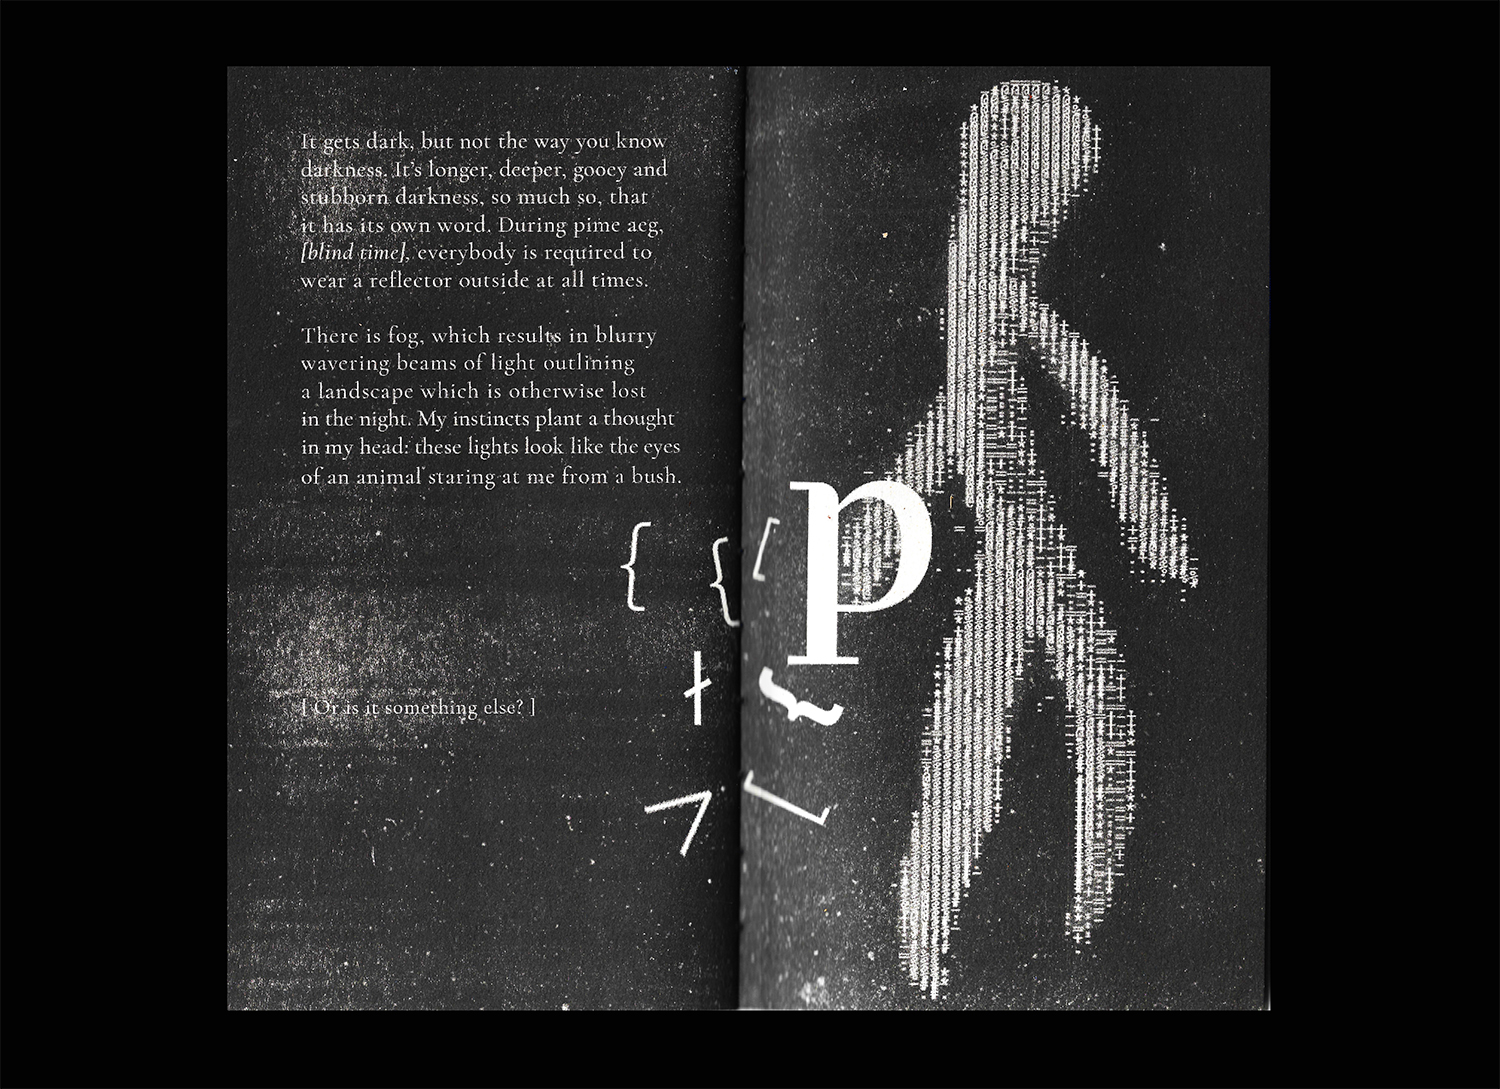 It gets dark, but not the way you know
darkness. It's longer, deeper, gooey and
stubborn darkness, so much so, that
it has its own word. During pime aeg,
[blind time], everybody is required to
wear a reflector outside at all times.
There is fog, which results in blurry
wavering beams of light outlining
a landscape which is otherwise lost
in the night. My instincts plant a thought
in my head: these lights look like the eyes
of an animal staring at me from a bush.
{ { [
p
{
[ Or is it something else? ]